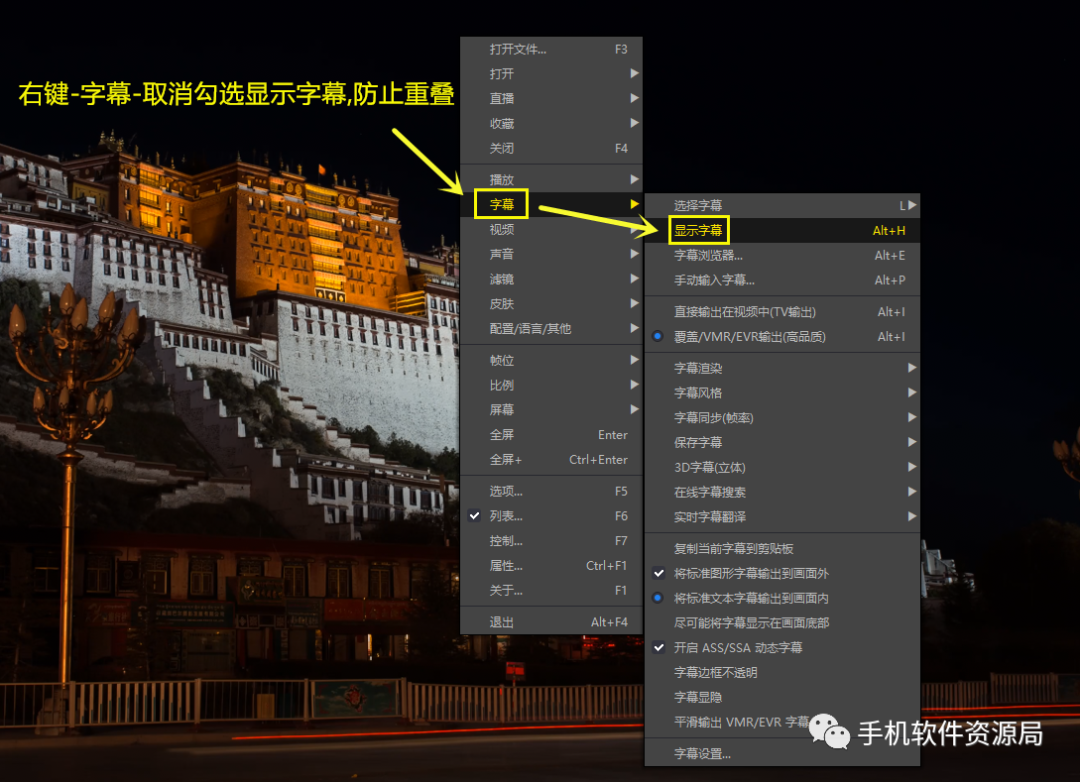 右键-字幕-取消勾选显示字幕,防止重叠
打开文件... F3
打开
直播
收藏
关闭 F4
播放
字幕
视频
声音
滤镜
皮肤
配置/语言/其他
帧位
比例
屏幕
全屏 Enter
全屏+ Ctrl+Enter
选项... F5
列表... F6
控制... F7
属性... Ctrl+F1
关于... F1
退出 Alt+F4
选择字幕 L
显示字幕 Alt+H
字幕浏览器... Alt+E
手动输入字幕... Alt+P
直接输出在视频中(TV输出) Alt+I
覆盖/VMR/EVR输出(高品质) Alt+I
字幕渲染
字幕风格
字幕同步(帧率)
保存字幕
3D字幕(立体)
在线字幕搜索
实时字幕翻译
复制当前字幕到剪贴板
将标准图形字幕输出到画面外
将标准文本字幕输出到画面内
尽可能将字幕显示在画面底部
开启 ASS/SSA 动态字幕
字幕边框不透明
字幕显隐
平滑输出 VMR/EVR 字幕
字幕设置...
手机软件资源局